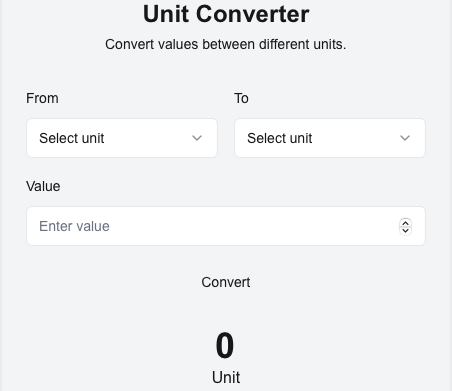 Unit Converter
Convert values between different units.
From To
Select unit Select unit
Value
Enter value
Convert
0
Unit